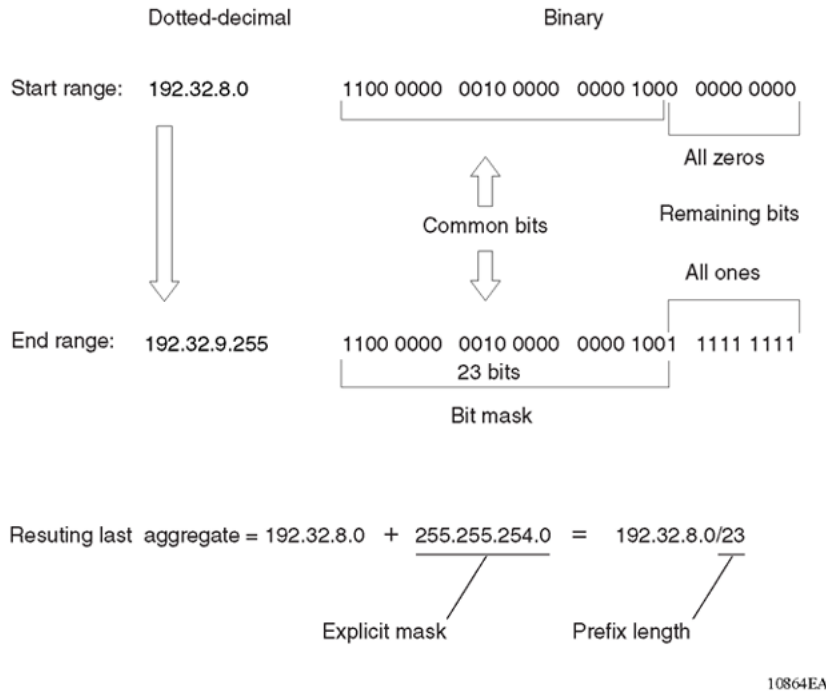 Dotted-decimal Binary
Start range: 192.32.8.0 1100 0000 0010 0000 0000 1000 0000 0000
All zeros
Common bits Remaining bits
All ones
End range: 192.32.9.255 1100 0000 0010 0000 0000 1001 1111 1111
23 bits
Bit mask
Resuting last aggregate = 192.32.8.0 + 255.255.254.0 = 192.32.8.0/23
Explicit mask Prefix length
10864EA